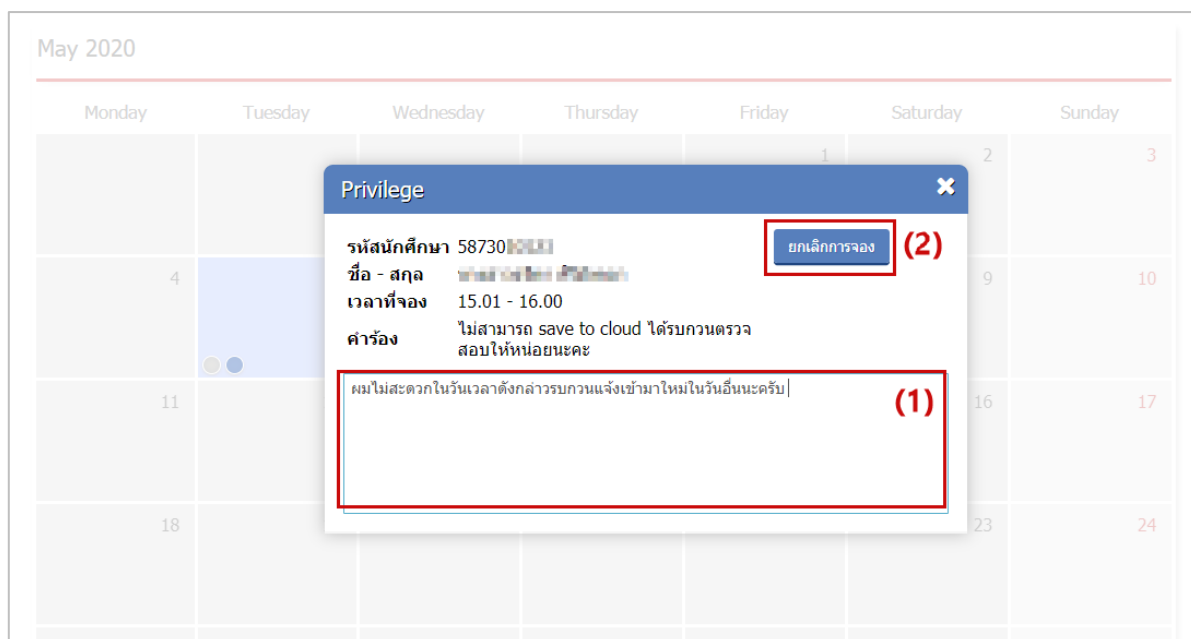 May 2020
Monday Tuesday Wednesday Thursday Friday Saturday Sunday
1 2 3
Privilege
รหัสนักศึกษา 58730
ยกเลิกการจอง (2)
ชื่อ - สกุล
4 9 10
เวลาที่จอง 15.01 - 16.00
คำร้อง ไม่สามารถ save to cloud ได้รบกวนตรวจ
สอบให้หน่อยนะคะ
ผมไม่สะดวกในวันเวลาดังกล่าวรบกวนแจ้งเข้ามาใหม่ในวันอื่นนะครับ
(1)
11 16 17
18 23 24